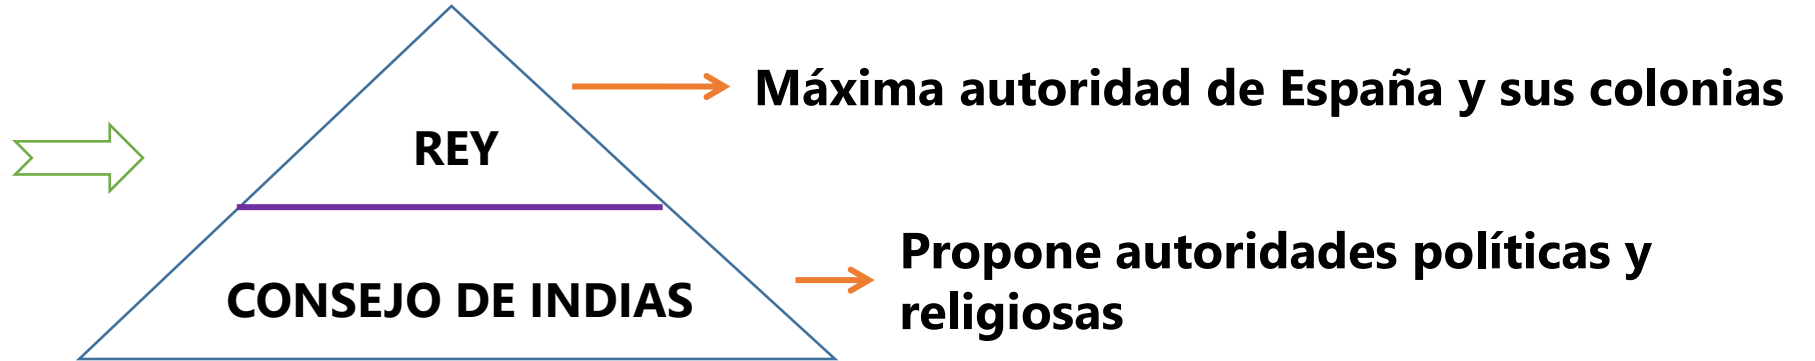 REY
Máxima autoridad de España y sus colonias
CONSEJO DE INDIAS
Propone autoridades políticas y
religiosas